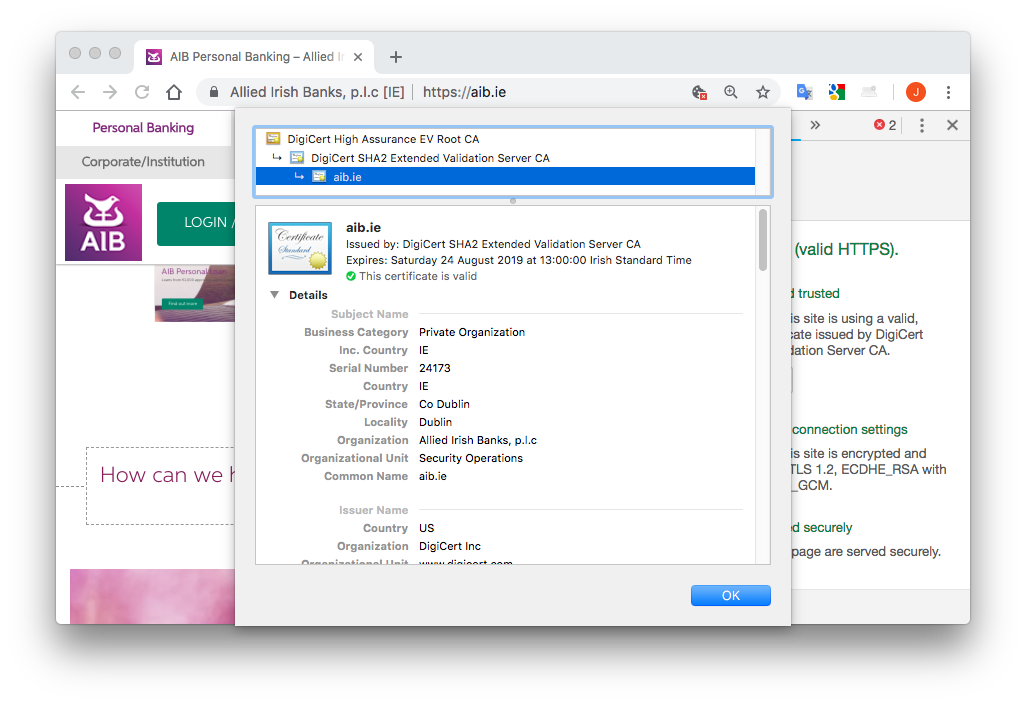 AIB Personal Banking – Allied
Allied Irish Banks, p.l.c [IE] https://aib.ie
J
Personal Banking
Corporate/Institution
AIB
LOGIN /
AIB Personal
Find out more
How can we
DigiCert High Assurance EV Root CA
DigiCert SHA2 Extended Validation Server CA
aib.ie
Certificate
Standard
aib.ie
Issued by: DigiCert SHA2 Extended Validation Server CA
Expires: Saturday 24 August 2019 at 13:00:00 Irish Standard Time
This certificate is valid
Details
Subject Name
Business Category Private Organization
Inc. Country IE
Serial Number 24173
Country IE
State/Province Co Dublin
Locality Dublin
Organization Allied Irish Banks, p.l.c
Organizational Unit Security Operations
Common Name aib.ie
Issuer Name
Country US
Organization DigiCert Inc
Organizational Unit www.digicert.com
OK
2
(valid HTTPS).
trusted
is site is using a valid,
cate issued by DigiCert
dation Server CA.
connection settings
is site is encrypted and
TLS 1.2, ECDHE_RSA with
_GCM.
d securely
page are served securely.